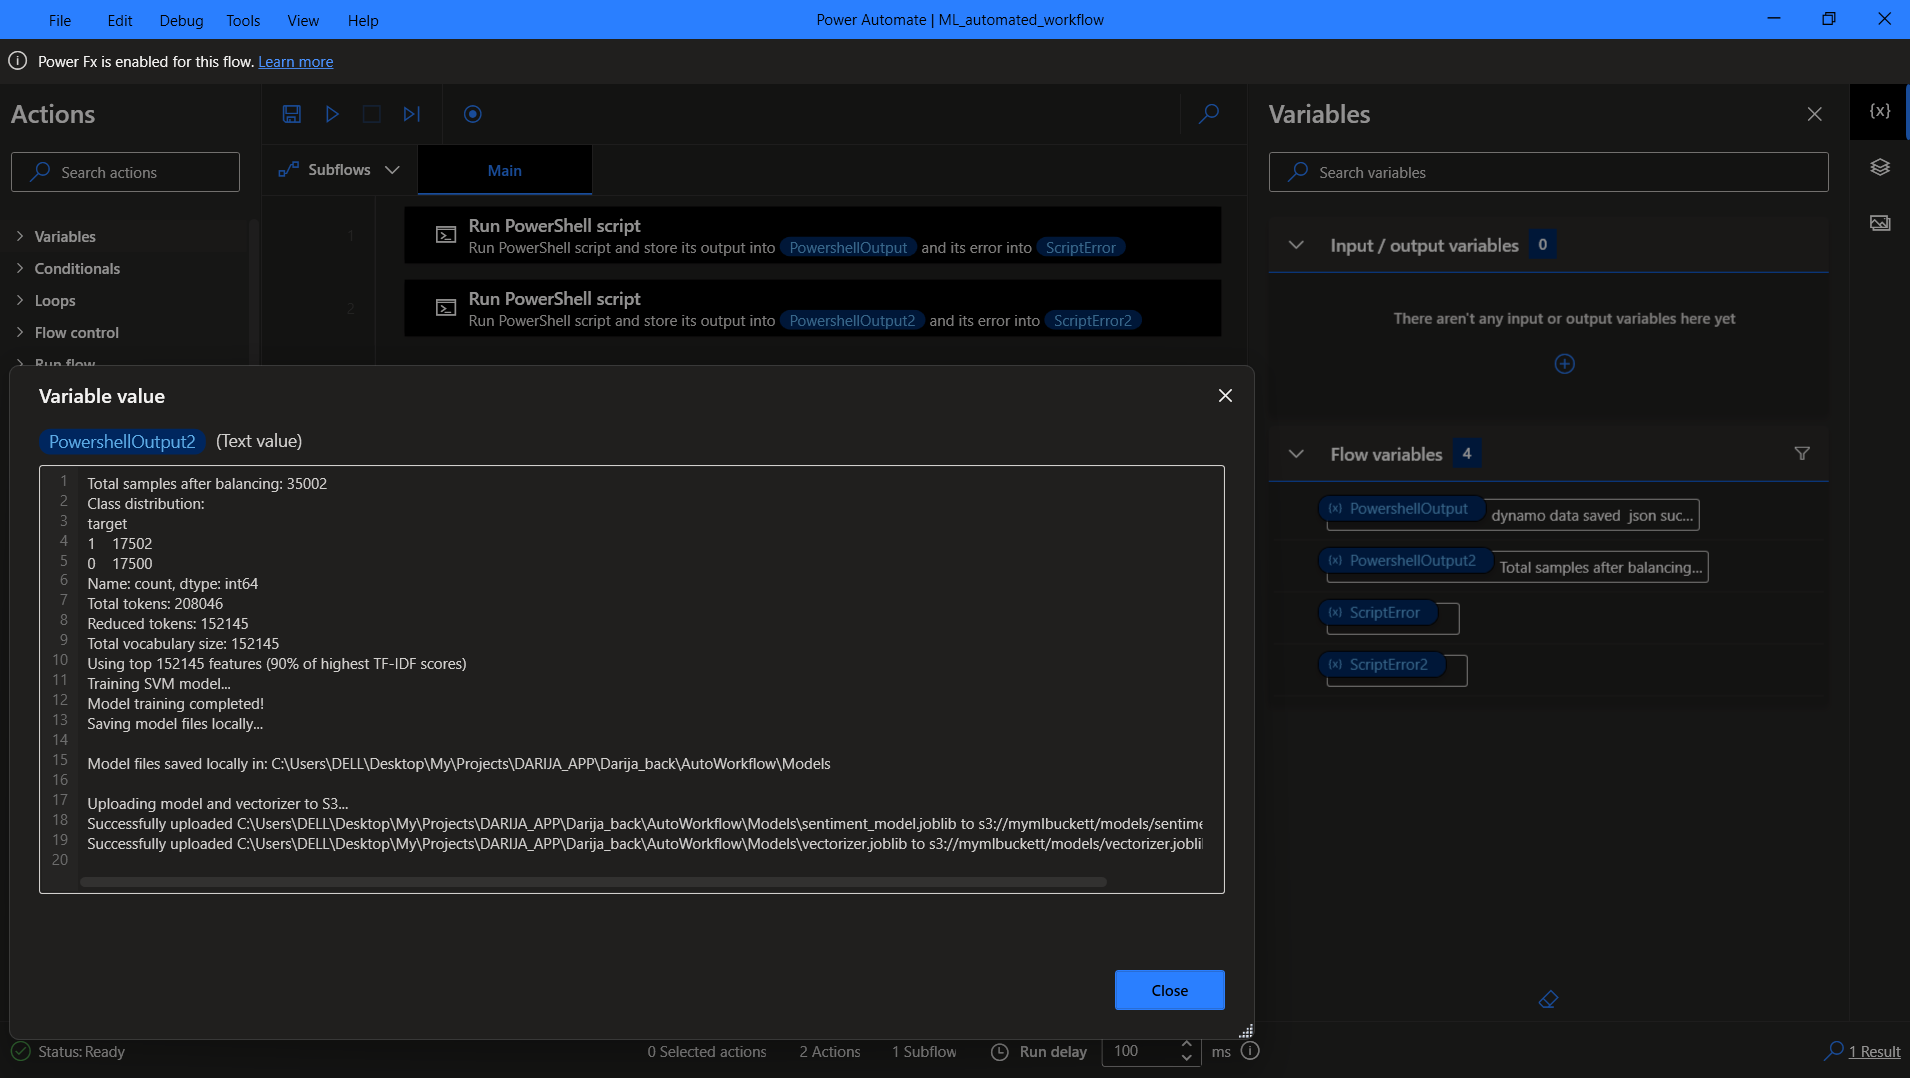 File Edit Debug Tools View Help
Power Automate | ML_automated_workflow
Power Fx is enabled for this flow. Learn more
Actions
Search actions
Variables
Conditionals
Loops
Flow control
Run flow
Subflows
Main
1
Run PowerShell script
Run PowerShell script and store its output into PowershellOutput and its error into ScriptError
2
Run PowerShell script
Run PowerShell script and store its output into PowershellOutput2 and its error into ScriptError2
Variables
{x}
Search variables
Input / output variables 0
There aren't any input or output variables here yet
Flow variables 4
(x) PowershellOutput dynamo data saved json suc...
(x) PowershellOutput2 Total samples after balancing...
(x) ScriptError
(x) ScriptError2
Variable value
PowershellOutput2 (Text value)
1 Total samples after balancing: 35002
2 Class distribution:
3 target
4 1 17502
5 0 17500
6 Name: count, dtype: int64
7 Total tokens: 208046
8 Reduced tokens: 152145
9 Total vocabulary size: 152145
10 Using top 152145 features (90% of highest TF-IDF scores)
11 Training SVM model...
12 Model training completed!
13 Saving model files locally...
14
15 Model files saved locally in: C:\Users\DELL\Desktop\My\Projects\DARIJA_APP\Darija_back\AutoWorkflow\Models
16
17 Uploading model and vectorizer to S3...
18 Successfully uploaded C:\Users\DELL\Desktop\My\Projects\DARIJA_APP\Darija_back\AutoWorkflow\Models\sentiment_model.joblib to s3://mymlbuckett/models/sentime
19 Successfully uploaded C:\Users\DELL\Desktop\My\Projects\DARIJA_APP\Darija_back\AutoWorkflow\Models\vectorizer.joblib to s3://mymlbuckett/models/vectorizer.jobli
20
Close
Status: Ready
0 Selected actions 2 Actions 1 Subflow Run delay 100 ms
1 Result